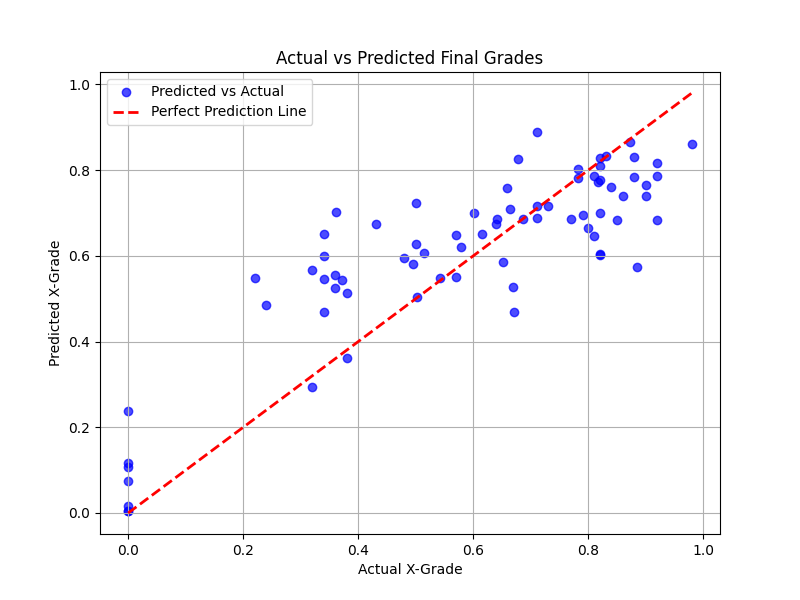 Actual vs Predicted Final Grades
Predicted vs Actual
Perfect Prediction Line
1.0
0.8
0.6
0.4
0.2
0.0
Predicted X-Grade
0.0 0.2 0.4 0.6 0.8 1.0
Actual X-Grade